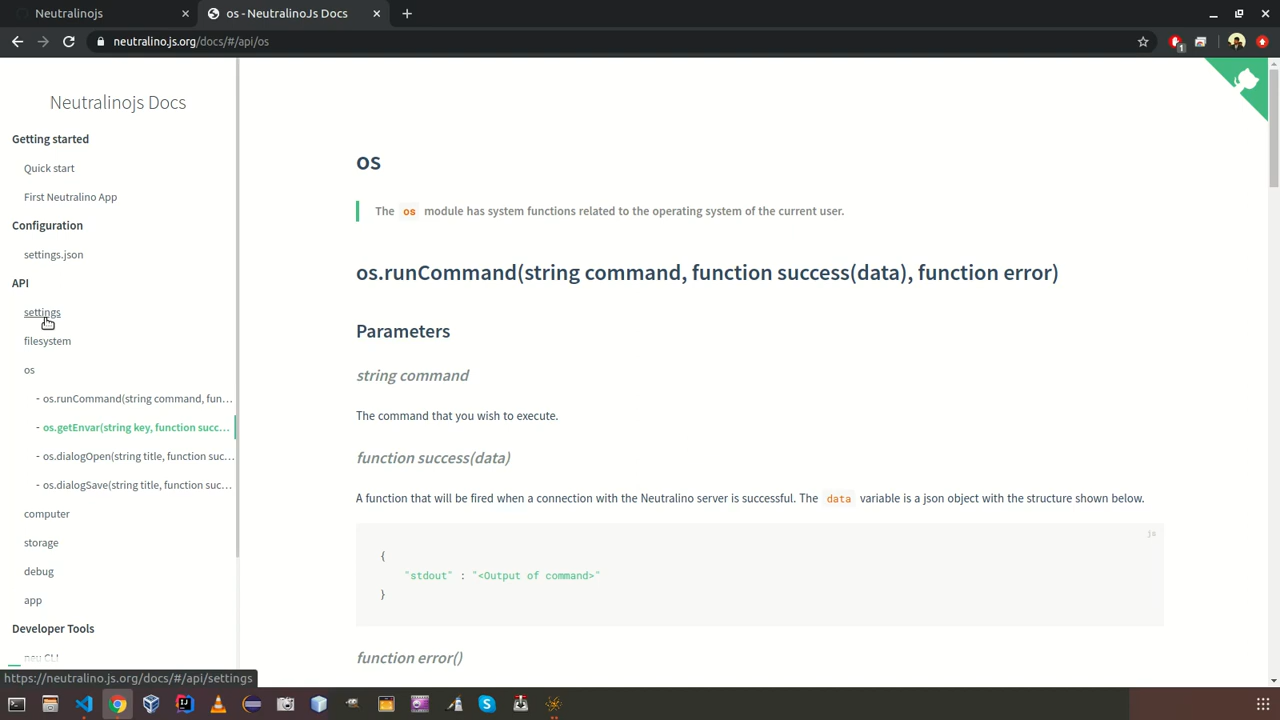 Neutralinojs
os - NeutralinoJs Docs
neutralino.js.org/docs/#/api/os
1
Neutralinojs Docs
Getting started
Quick start
First Neutralino App
Configuration
settings.json
API
settings
filesystem
os
- os.runCommand(string command, fun...
- os.getEnvar(string key, function succ...
- os.dialogOpen(string title, function suc...
- os.dialogSave(string title, function suc...
computer
storage
debug
app
Developer Tools
neu CLI
https://neutralino.js.org/docs/#/api/settings
os
The os module has system functions related to the operating system of the current user.
os.runCommand(string command, function success(data), function error)
Parameters
string command
The command that you wish to execute.
function success(data)
A function that will be fired when a connection with the Neutralino server is successful. The data variable is a json object with the structure shown below.
js
{
"stdout" : "<Output of command>"
}
function error()